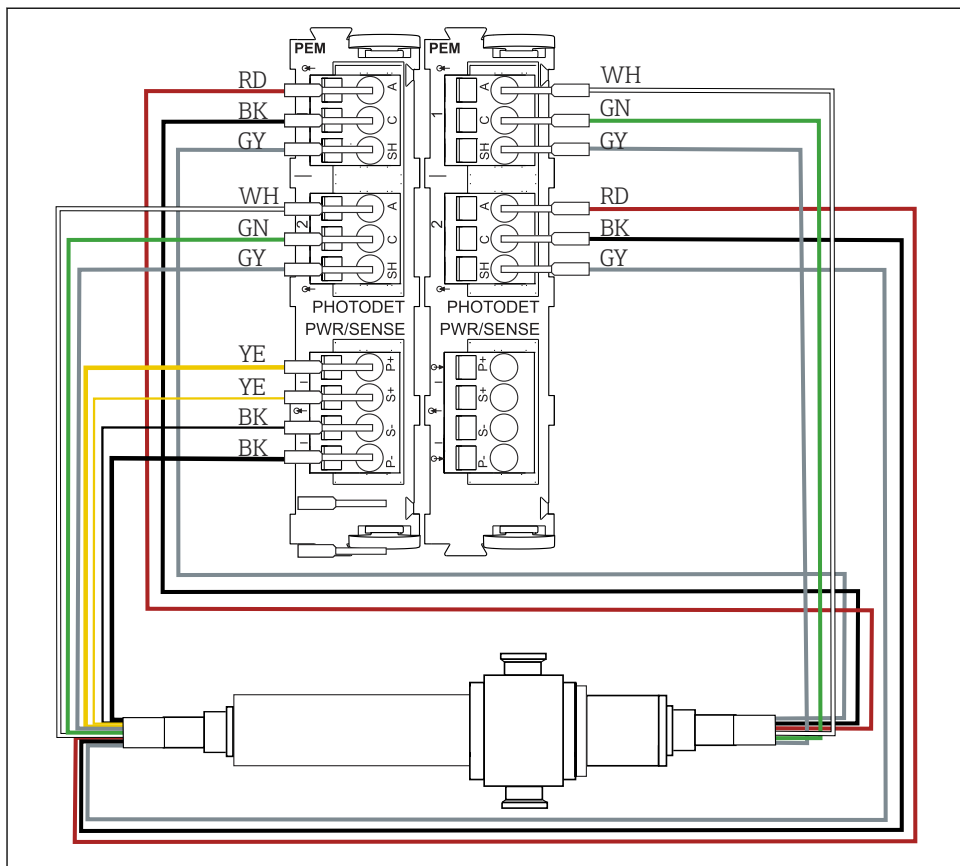 PEM PEM
RD A A WH
BK C 1 C GN
GY SH SH GY
WH A A RD
2 2
GN C C BK
GY SH SH GY
PHOTODET PHOTODET
PWR/SENSE PWR/SENSE
YE P+ P+
YE S+ S+
BK S- S-
BK P- P-